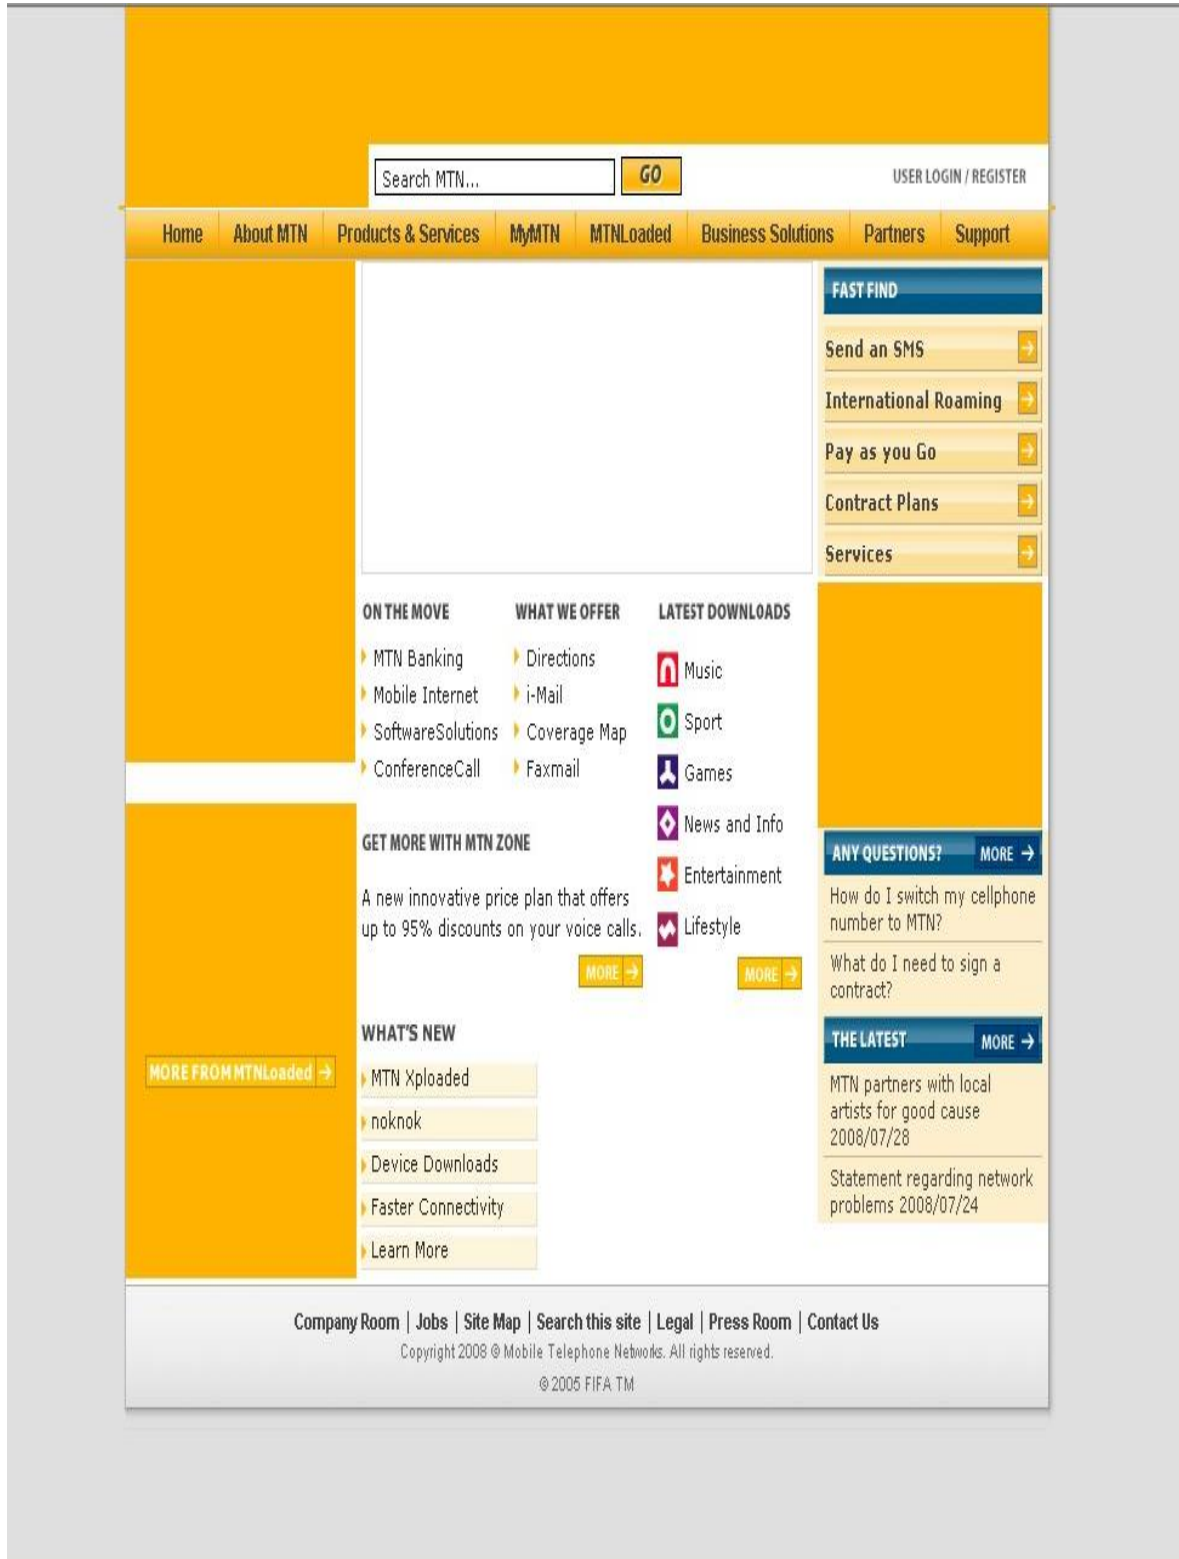 Search MTN...
GO
USER LOGIN / REGISTER
Home
About MTN
Products & Services
MyMTN
MTNLoaded
Business Solutions
Partners
Support
FAST FIND
Send an SMS
International Roaming
Pay as you Go
Contract Plans
Services
ON THE MOVE
MTN Banking
Mobile Internet
SoftwareSolutions
ConferenceCall
WHAT WE OFFER
Directions
i-Mail
Coverage Map
Faxmail
LATEST DOWNLOADS
Music
Sport
Games
News and Info
Entertainment
Lifestyle
MORE
GET MORE WITH MTN ZONE
A new innovative price plan that offers
up to 95% discounts on your voice calls.
MORE
ANY QUESTIONS?
MORE
How do I switch my cellphone
number to MTN?
What do I need to sign a
contract?
THE LATEST
MORE
MTN partners with local
artists for good cause
2008/07/28
Statement regarding network
problems 2008/07/24
MORE FROM MTNLoaded
WHAT'S NEW
MTN Xploaded
noknok
Device Downloads
Faster Connectivity
Learn More
Company Room | Jobs | Site Map | Search this site | Legal | Press Room | Contact Us
Copyright 2008 © Mobile Telephone Networks. All rights reserved.
© 2005 FIFA TM